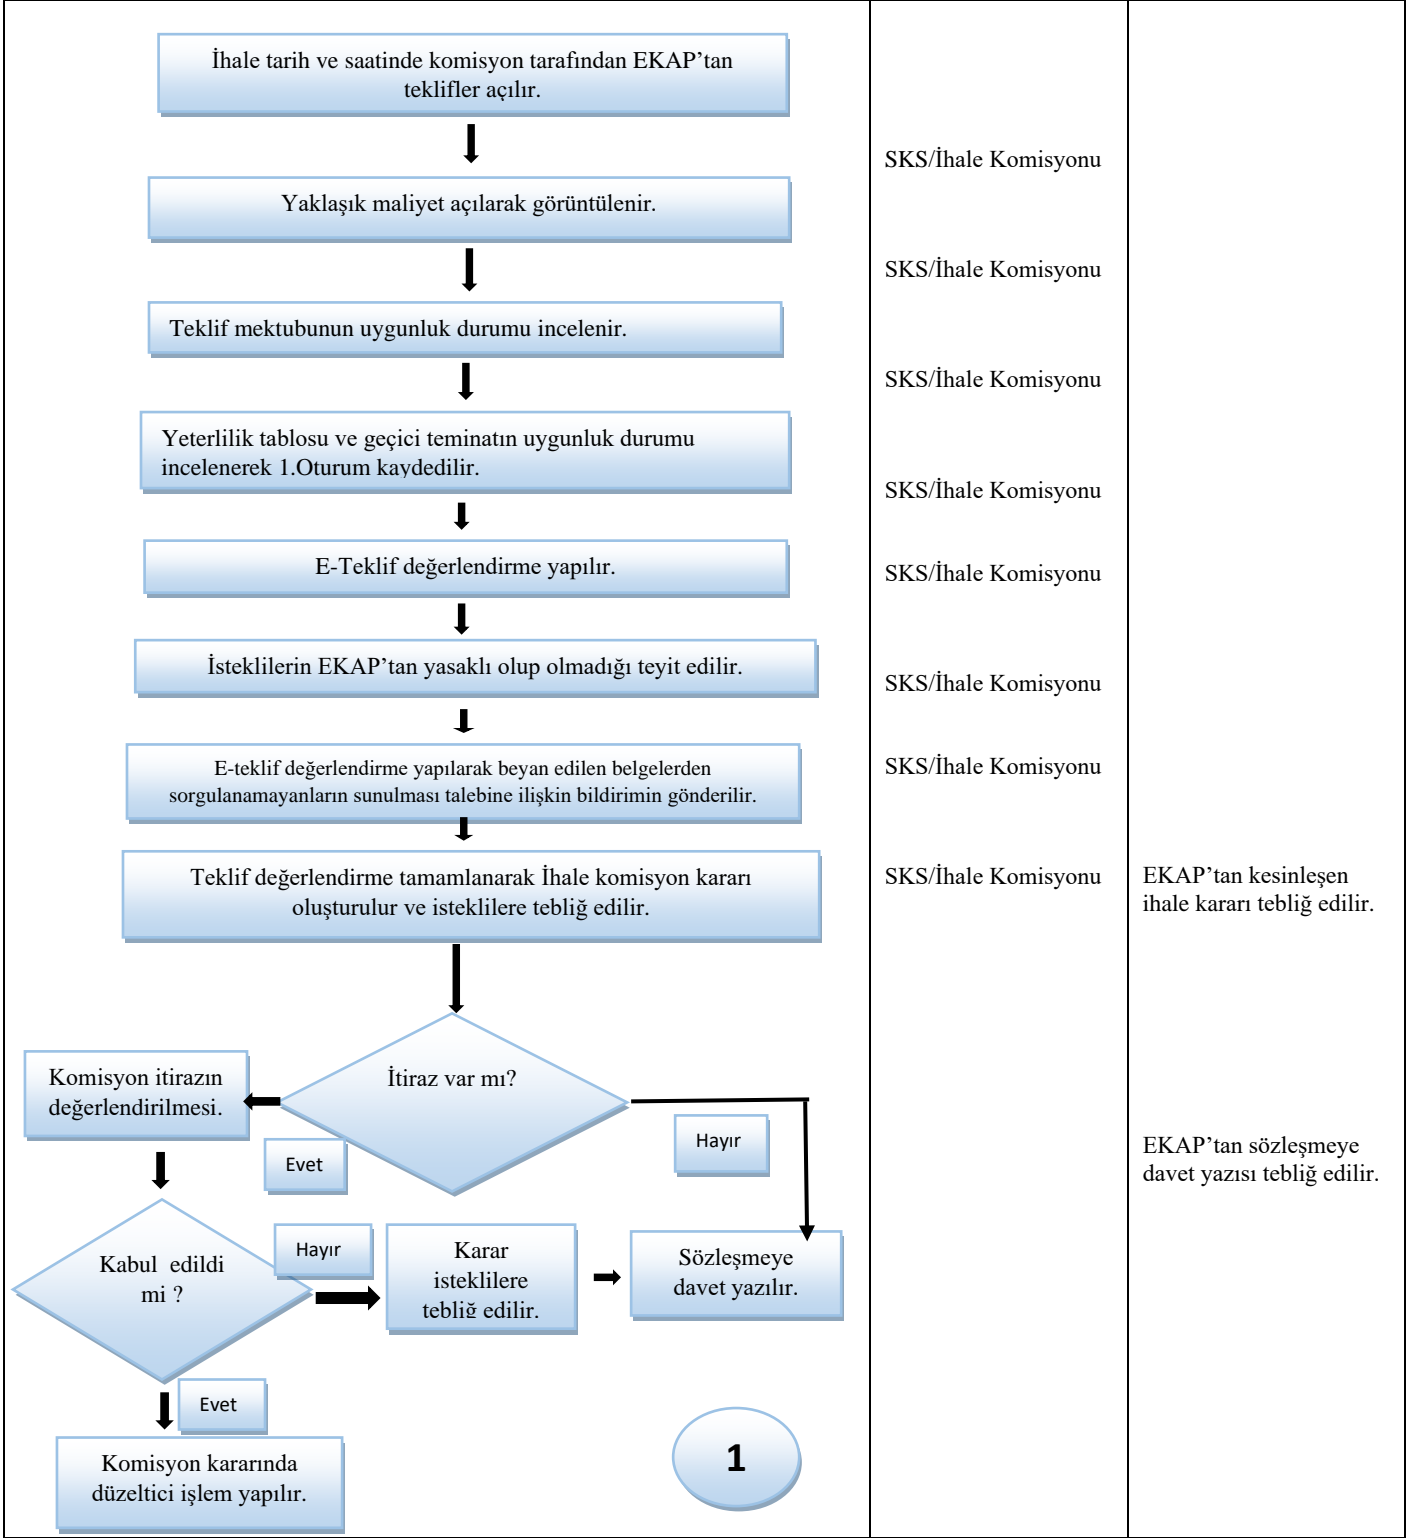 İhale tarih ve saatinde komisyon tarafından EKAP’tan
teklifler açılır.
SKS/İhale Komisyonu
Yaklaşık maliyet açılarak görüntülenir.
SKS/İhale Komisyonu
Teklif mektubunun uygunluk durumu incelenir.
SKS/İhale Komisyonu
Yeterlilik tablosu ve geçici teminatın uygunluk durumu
incelenerek 1.Oturum kaydedilir.
SKS/İhale Komisyonu
E-Teklif değerlendirme yapılır.
SKS/İhale Komisyonu
İsteklilerin EKAP’tan yasaklı olup olmadığı teyit edilir.
SKS/İhale Komisyonu
E-teklif değerlendirme yapılarak beyan edilen belgelerden
sorgulanamayanların sunulması talebine ilişkin bildirimin gönderilir.
SKS/İhale Komisyonu
Teklif değerlendirme tamamlanarak İhale komisyon kararı
oluşturulur ve isteklilere tebliğ edilir.
SKS/İhale Komisyonu
EKAP’tan kesinleşen
ihale kararı tebliğ edilir.
İtiraz var mı?
Komisyon itirazın
değerlendirilmesi.
Evet
Hayır
EKAP’tan sözleşmeye
davet yazısı tebliğ edilir.
Kabul  edildi
mi ?
Hayır
Karar
isteklilere
tebliğ edilir.
Sözleşmeye
davet yazılır.
Evet
Komisyon kararında
düzeltici işlem yapılır.
1